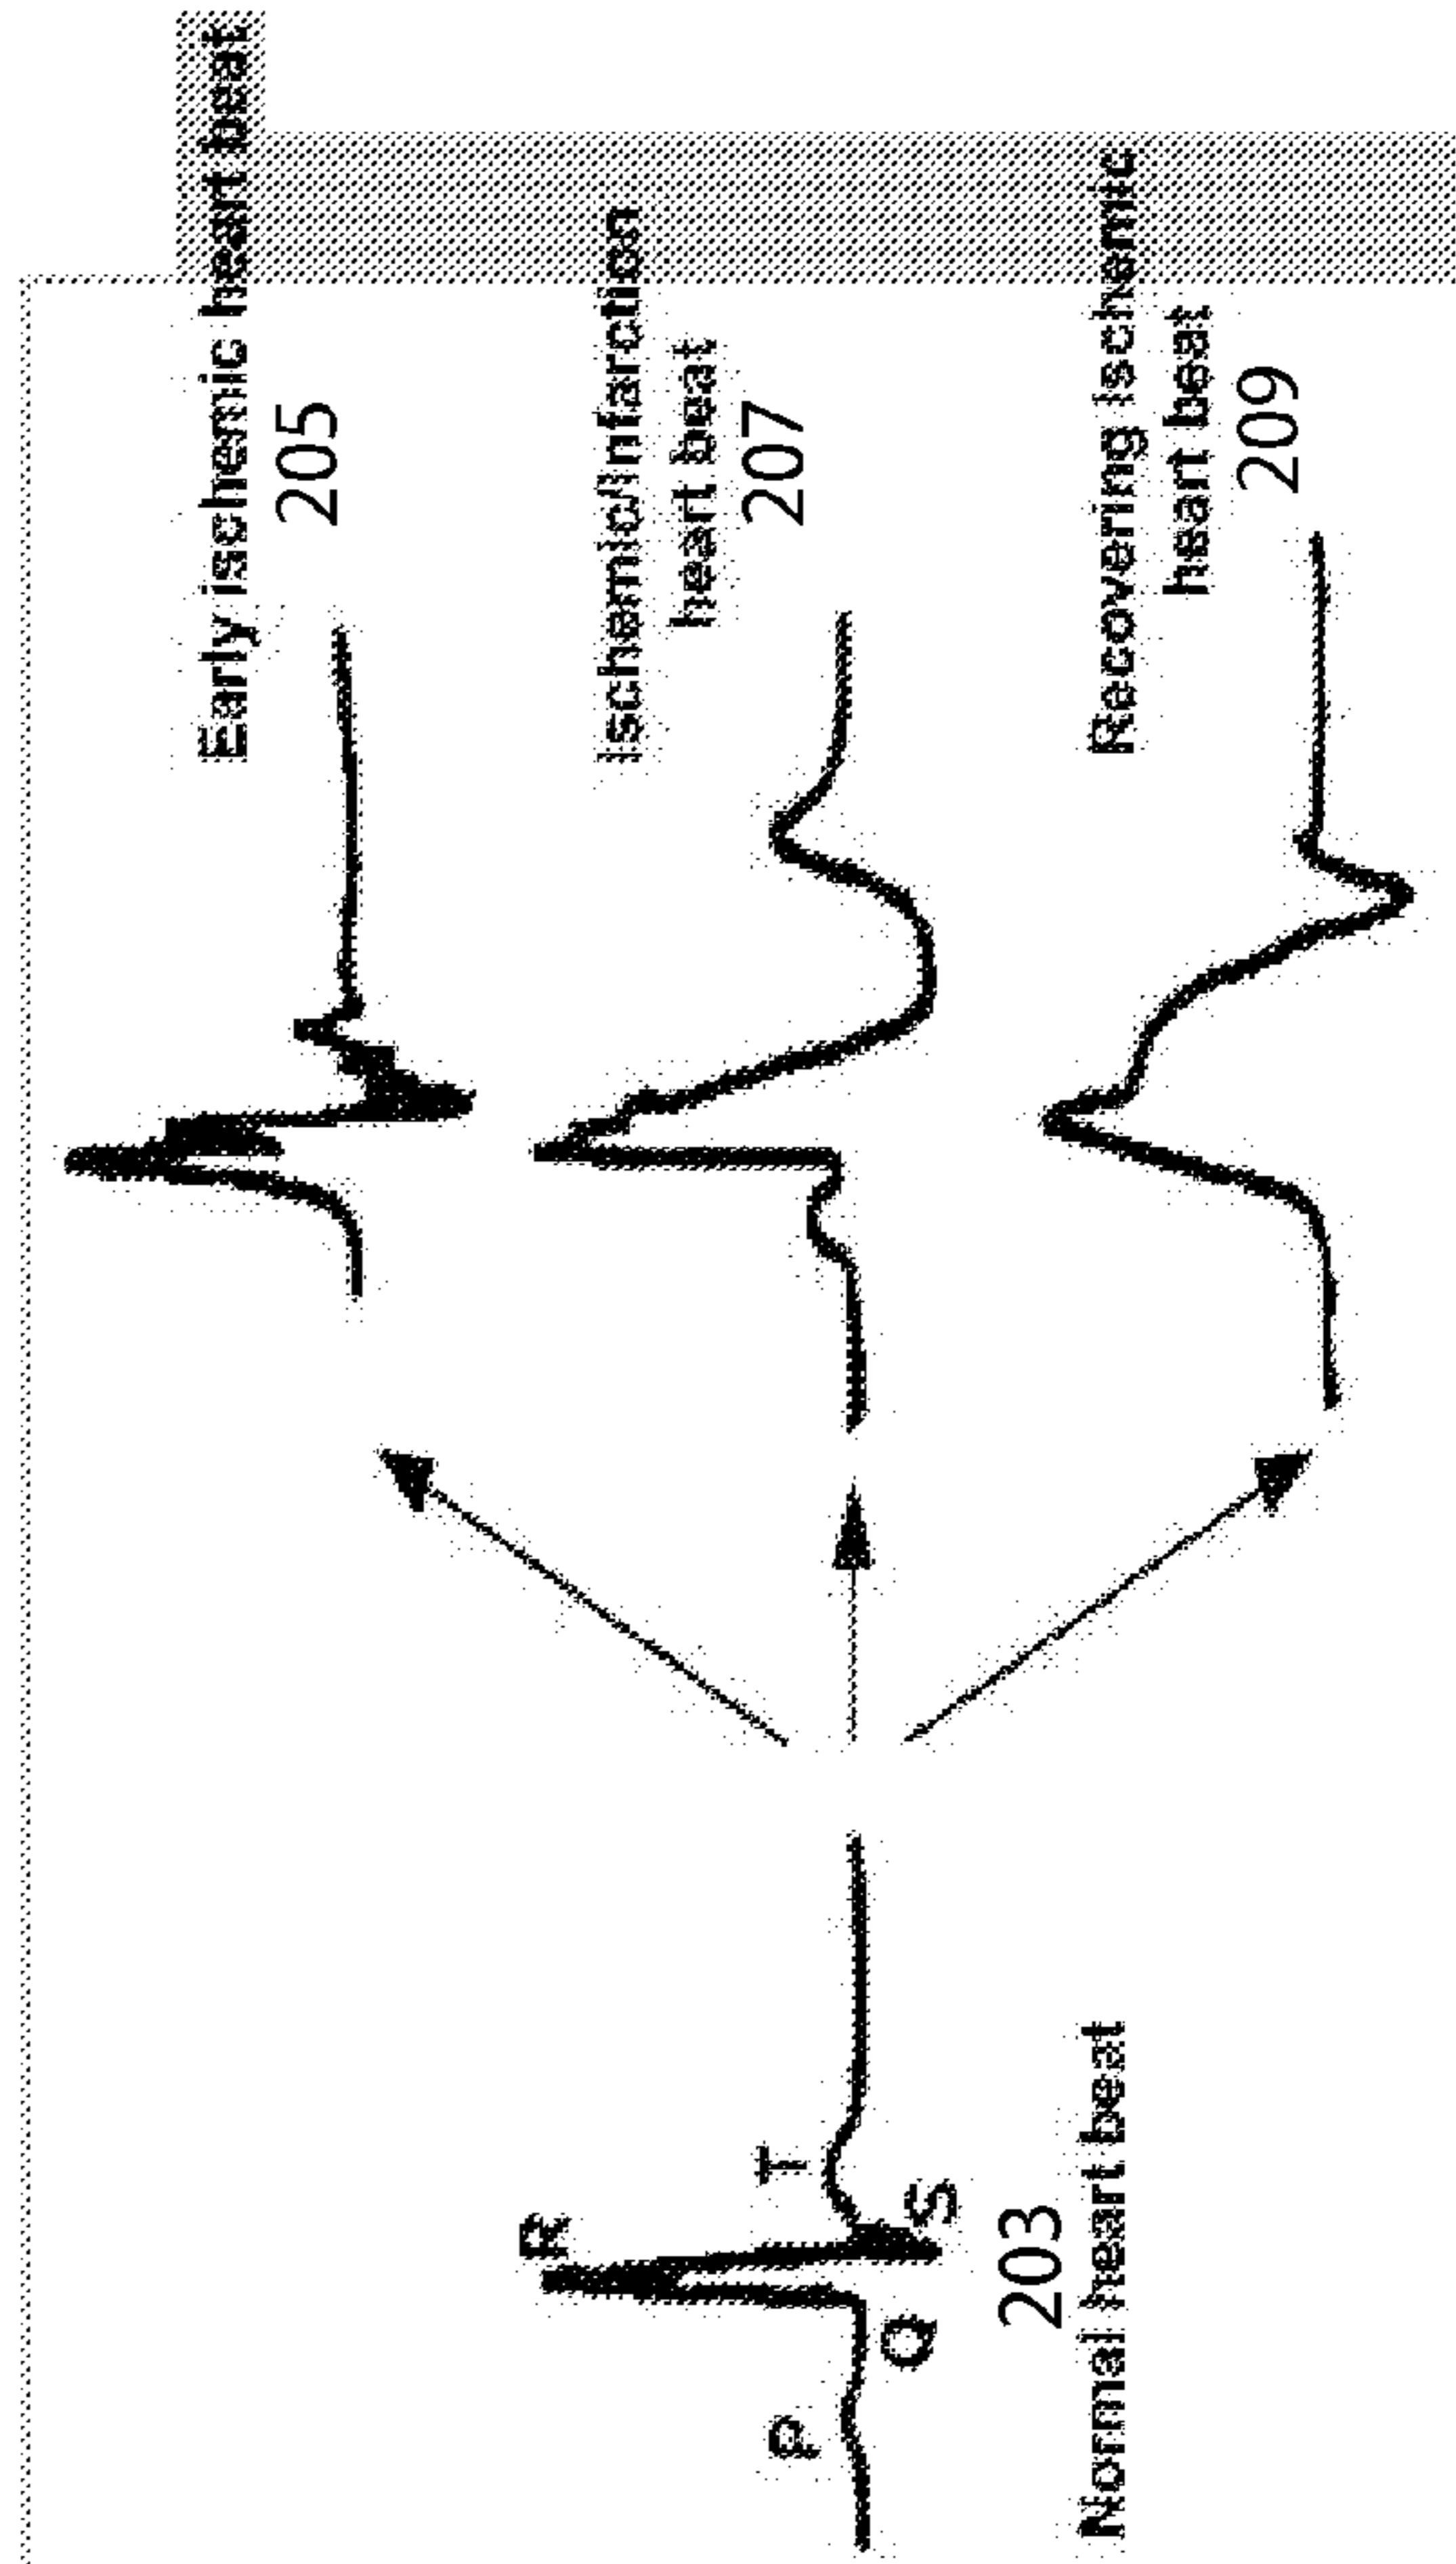 Early ischemic heart beat
205
R
T
P
Q
S
203
Normal heart beat
Ischemic/infarction
heart beat
207
Recovering ischemic
heart beat
209